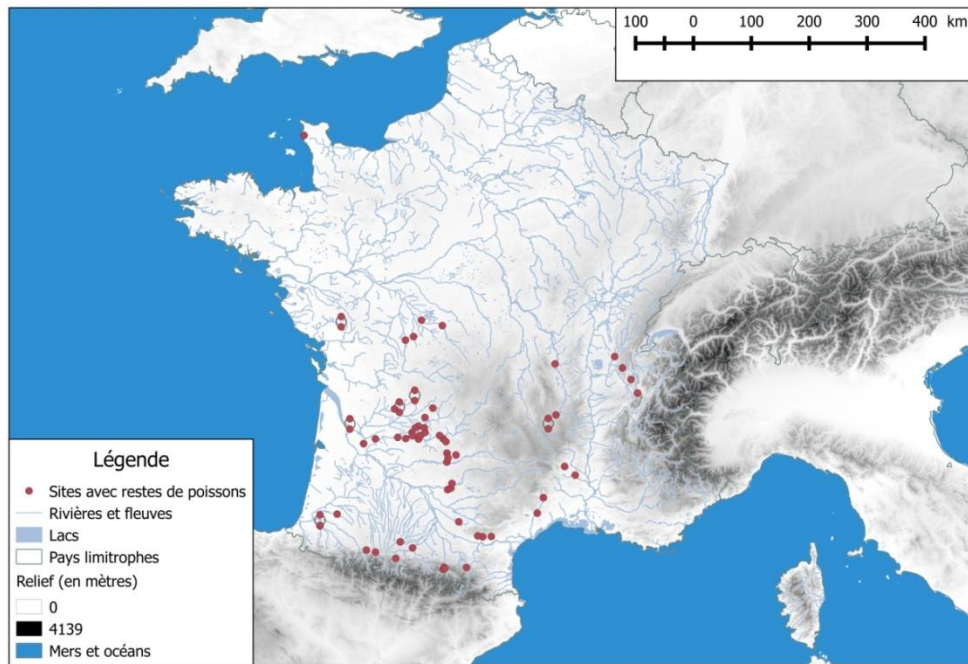 100 0 100 200 300 400 km
Légende
Sites avec restes de poissons
Rivières et fleuves
Lacs
Pays limitrophes
Relief (en mètres)
0
4139
Mers et océans